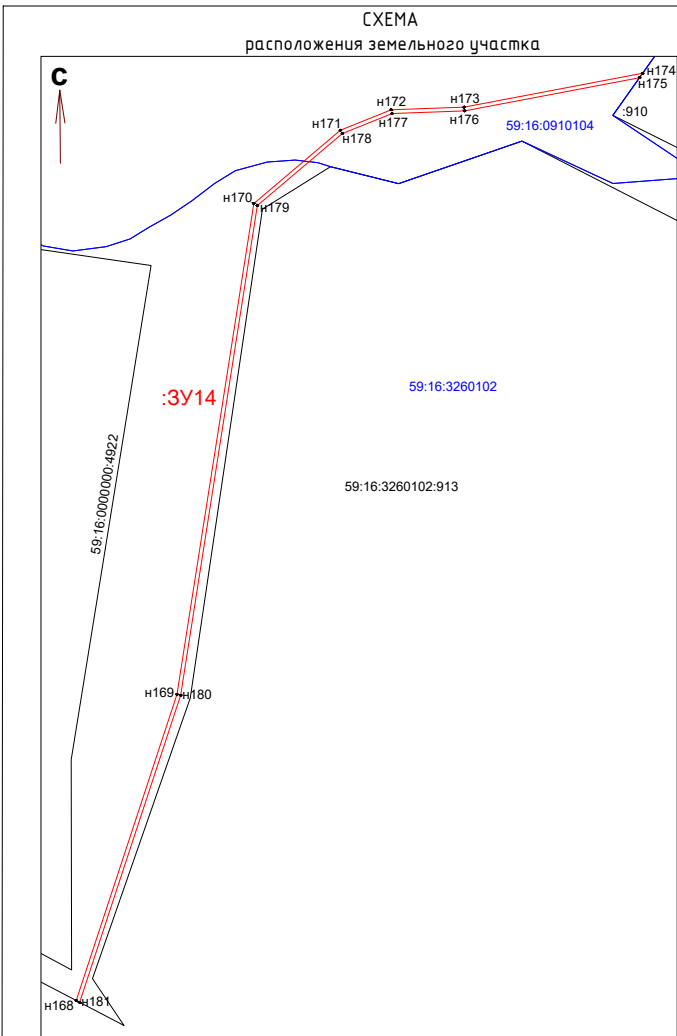 СХЕМА
расположения земельного участка
С
н174
н175
н172
н173
:910
н177
н176
н171
н178
59:16:0910104
н170
н179
:ЗУ14
59:16:3260102
59:16:0000000:4922
59:16:3260102:913
н169
н180
н168
н181